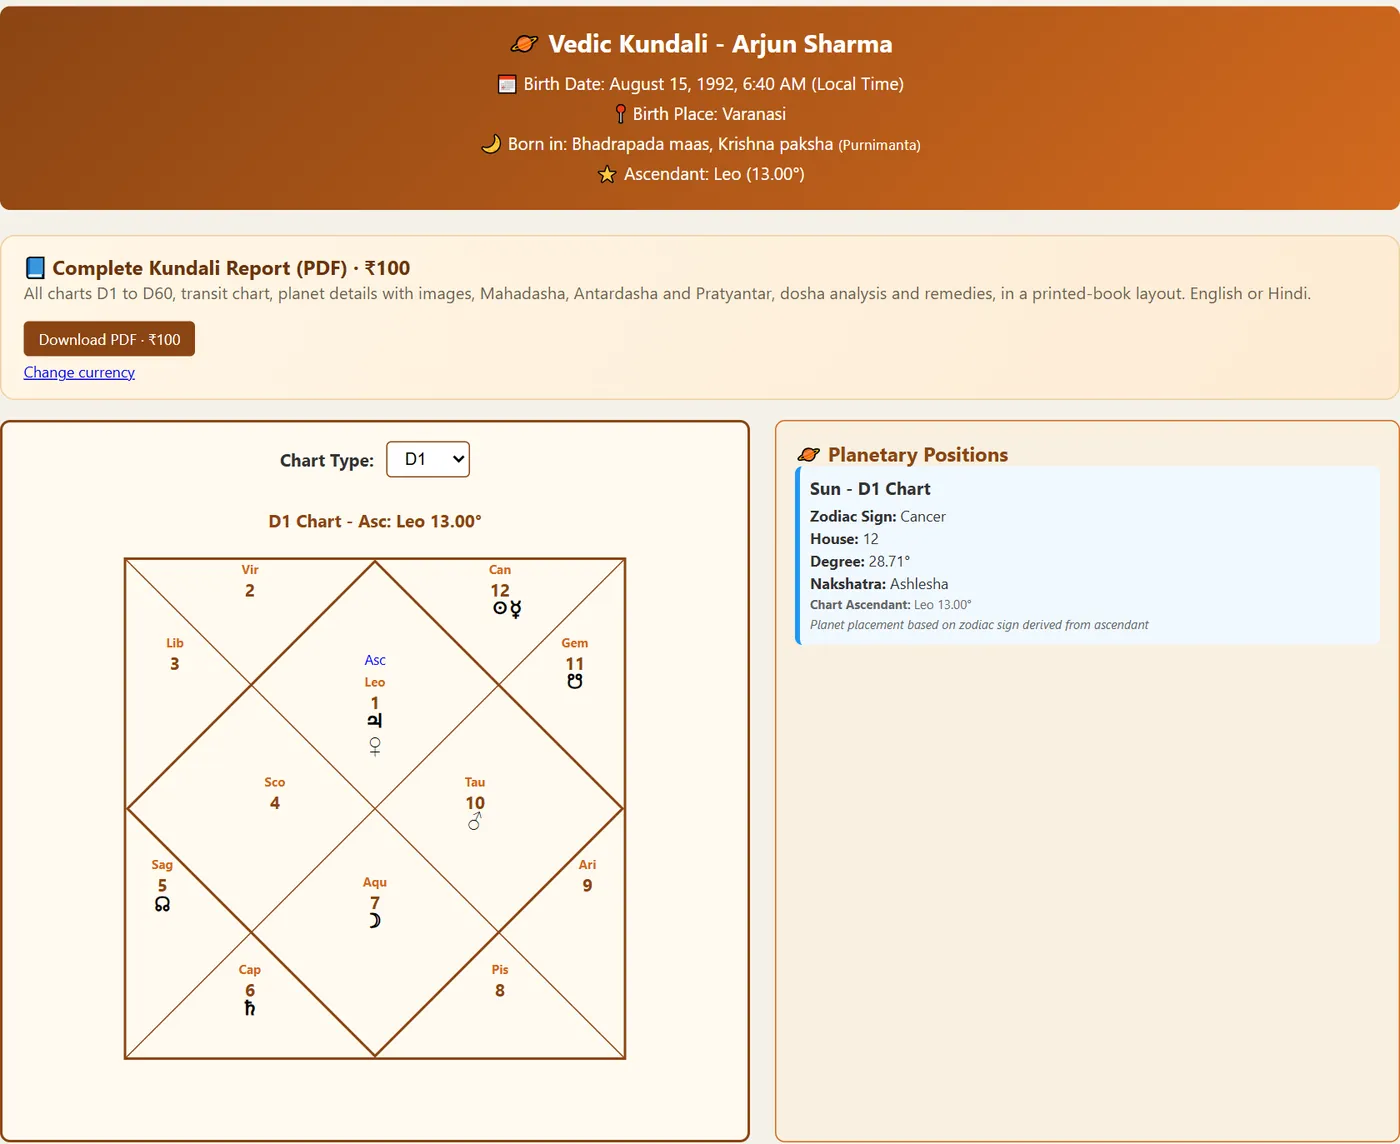 🪐 Vedic Kundali - Arjun Sharma
📅 Birth Date: August 15, 1992, 6:40 AM (Local Time)
📍 Birth Place: Varanasi
🌙 Born in: Bhadrapada maas, Krishna paksha (Purnimanta)
⭐ Ascendant: Leo (13.00°)
📘 Complete Kundali Report (PDF) · ₹100
All charts D1 to D60, transit chart, planet details with images, Mahadasha, Antardasha and Pratyantar, dosha analysis and remedies, in a printed-book layout. English or Hindi.
Download PDF · ₹100
Change currency
Chart Type: D1
D1 Chart - Asc: Leo 13.00°
Vir
2
Can
12
☉☿
Lib
3
Gem
11
☋
Asc
Leo
1
♃
♀
Sco
4
Tau
10
♂
Sag
5
☊
Ari
9
Aqu
7
☽
Cap
6
♄
Pis
8
🪐 Planetary Positions
Sun - D1 Chart
Zodiac Sign: Cancer
House: 12
Degree: 28.71°
Nakshatra: Ashlesha
Chart Ascendant: Leo 13.00°
Planet placement based on zodiac sign derived from ascendant